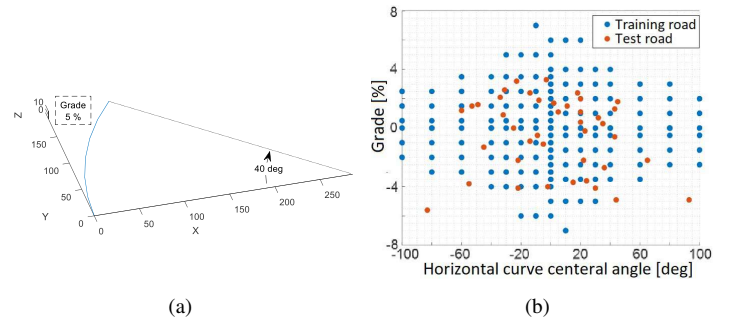 Z
10
0
Grade
5 %
150
100
50
0
Y
40 deg
0
50
100
150
200
250
X
(a)
8
4
0
-4
-8
Grade [%]
Training road
Test road
-100
-60
-20
20
60
100
Horizontal curve centeral angle [deg]
(b)